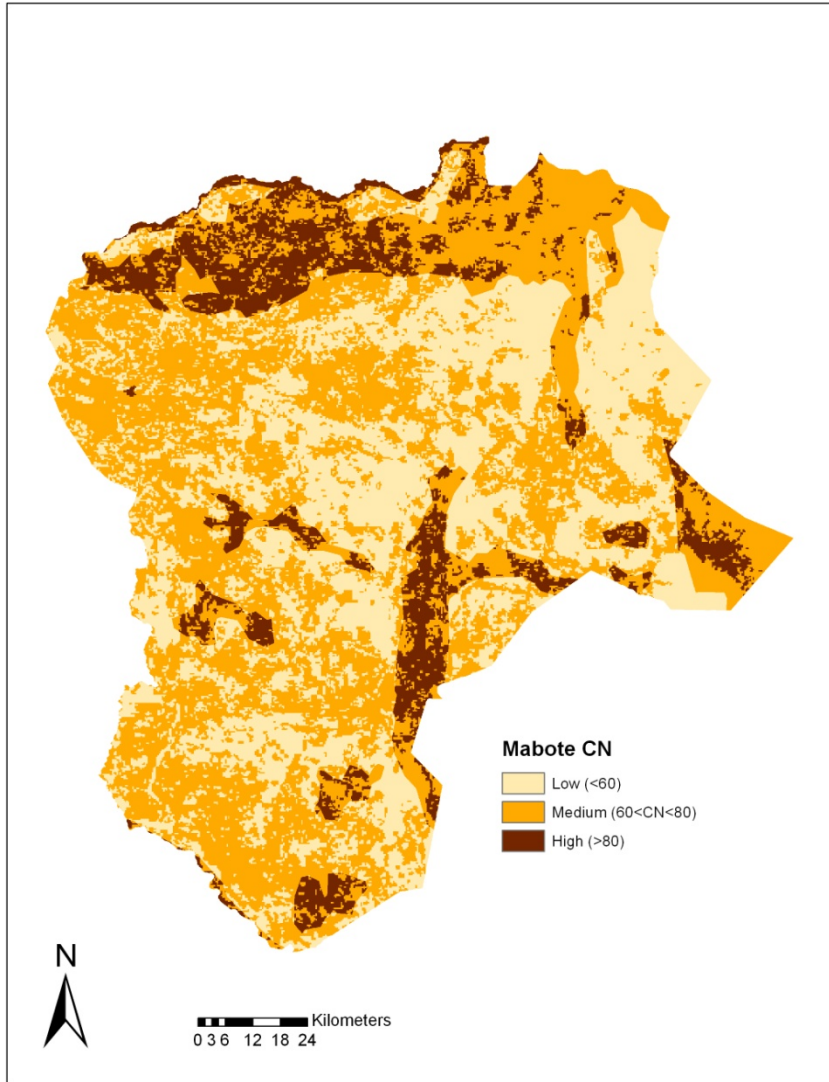 Mabote CN
Low (<60)
Medium (60<CN<80)
High (>80)
N
Kilometers
0 3 6 12 18 24